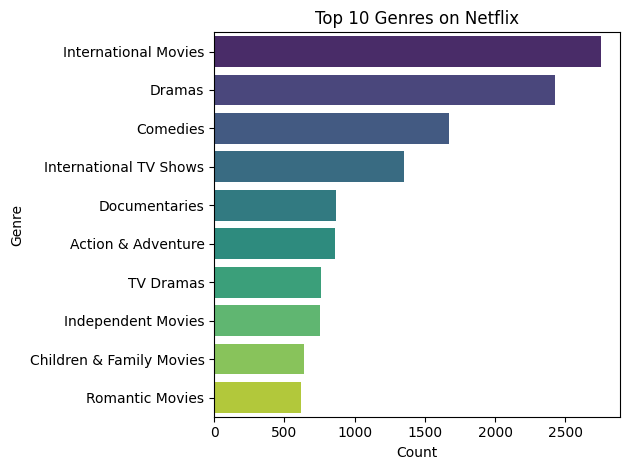 Top 10 Genres on Netflix
International Movies
Dramas
Comedies
International TV Shows
Documentaries
Action & Adventure
TV Dramas
Independent Movies
Children & Family Movies
Romantic Movies
Genre
0 500 1000 1500 2000 2500
Count